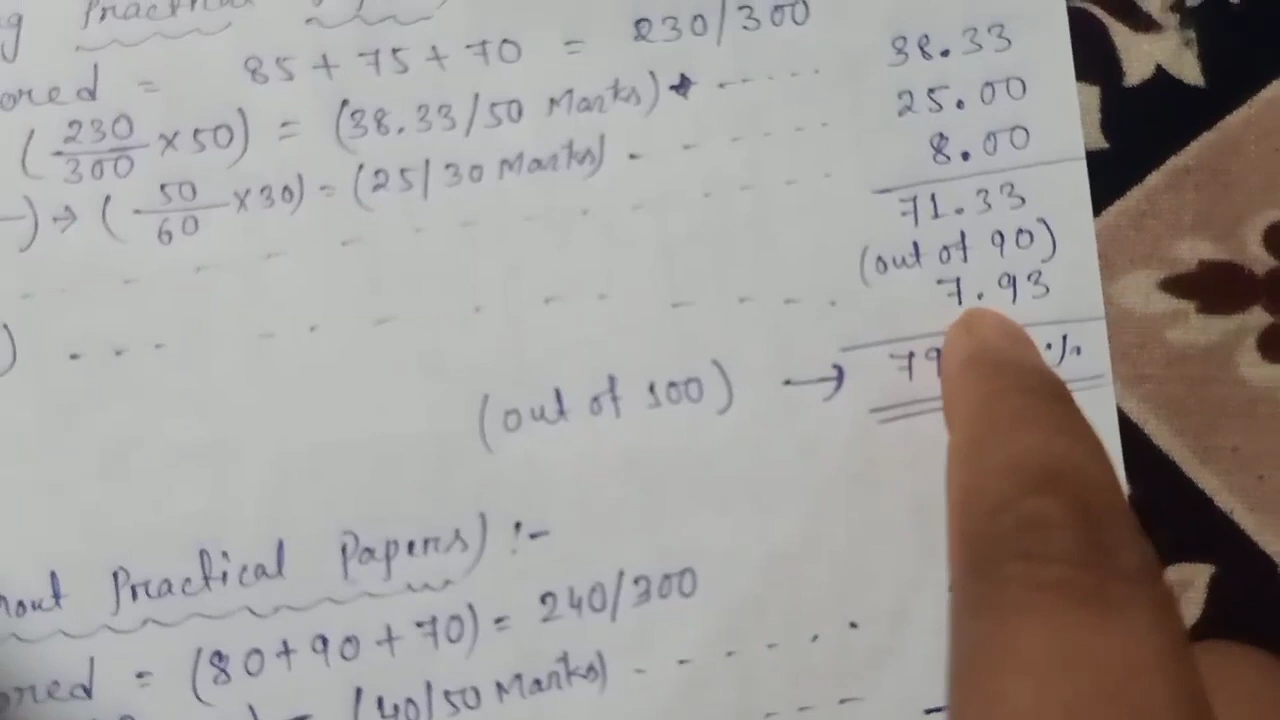 Practical
85 + 75 + 70 = 230/300
(230/300 × 50) = (38.33/50 Marks) ..... 38.33
→ (50/60 × 30) = (25/30 Marks) ..... 25.00
8.00
71.33
(out of 90)
7.93
(out of 100) → 79 %
Practical Papers) :-
= (80+90+70) = 240/300
(40/50 Marks) - - - - - . .